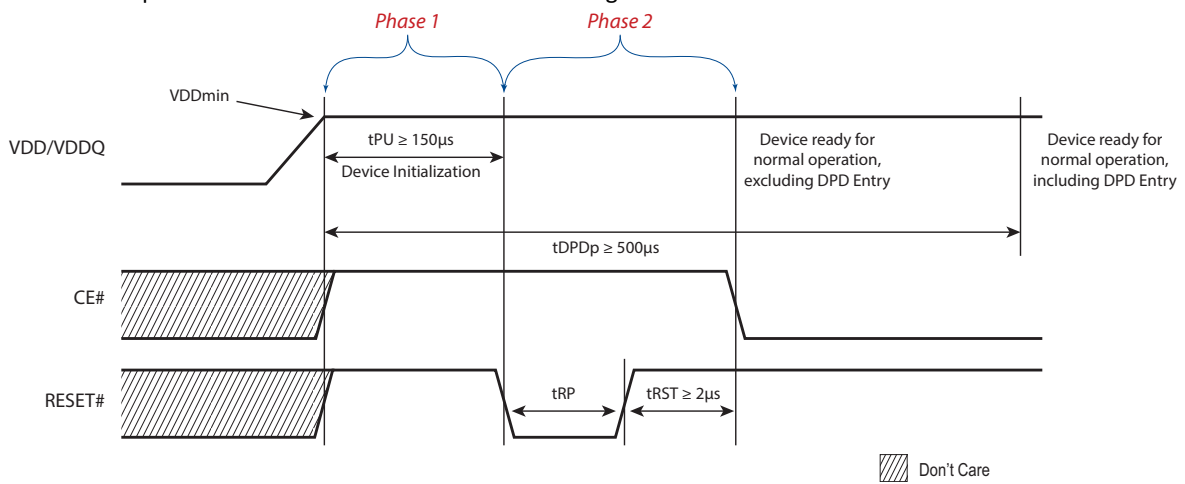 Phase 1
Phase 2
VDDmin
VDD/VDDQ
tPU ≥ 150µs
Device Initialization
Device ready for
normal operation,
excluding DPD Entry
Device ready for
normal operation,
including DPD Entry
tDPDp ≥ 500µs
CE#
RESET#
tRP
tRST ≥ 2µs
Don't Care